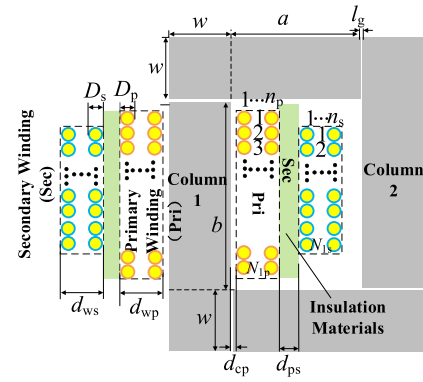 w
a
l_g
w
D_s
D_p
1...n_p
1
2
3
1...n_s
1
2
Secondary Winding
(Sec)
Primary
Winding
(Pri)
Column
1
b
Pri
Sec
Column
2
N_1p
N_1s
Insulation
Materials
d_ws
d_wp
w
d_cp
d_ps